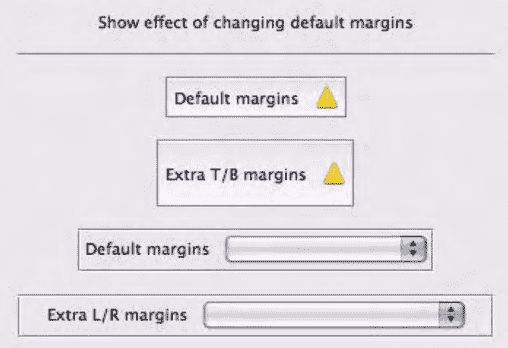 Show effect of changing default margins
Default margins
Extra T/B margins
Default margins
Extra L/R margins